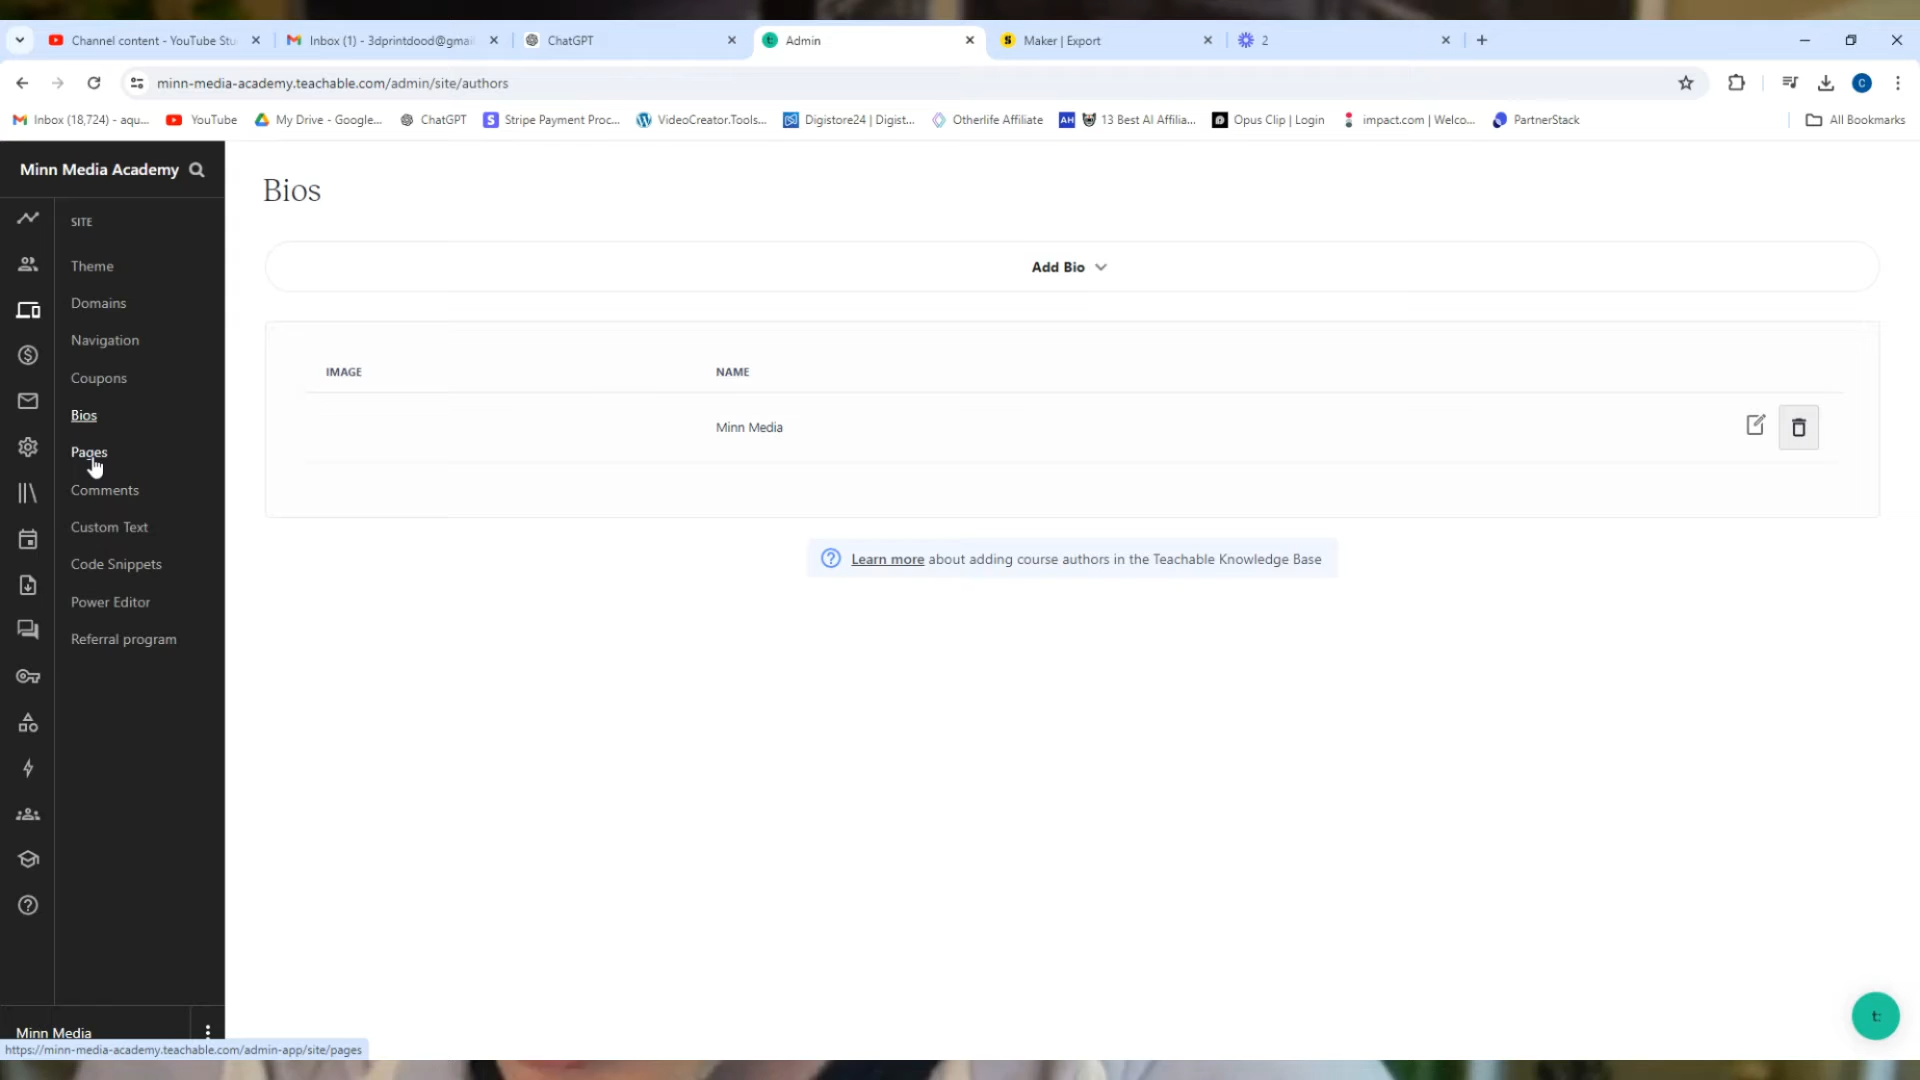 Channel content - YouTube Stu
Inbox (1) - 3dprintdood@gmai
ChatGPT
Admin
Maker | Export
2
minn-media-academy.teachable.com/admin/site/authors
C
Inbox (18,724) - aqu...
YouTube
My Drive - Google...
ChatGPT
Stripe Payment Proc...
VideoCreator.Tools...
Digistore24 | Digist...
Otherlife Affiliate
AH
13 Best AI Affilia...
Opus Clip | Login
impact.com | Welco...
PartnerStack
All Bookmarks
Minn Media Academy
SITE
Theme
Domains
Navigation
Coupons
Bios
Pages
Comments
Custom Text
Code Snippets
Power Editor
Referral program
Minn Media
https://minn-media-academy.teachable.com/admin-app/site/pages
Bios
Add Bio
IMAGE NAME
Minn Media
Learn more about adding course authors in the Teachable Knowledge Base
t: